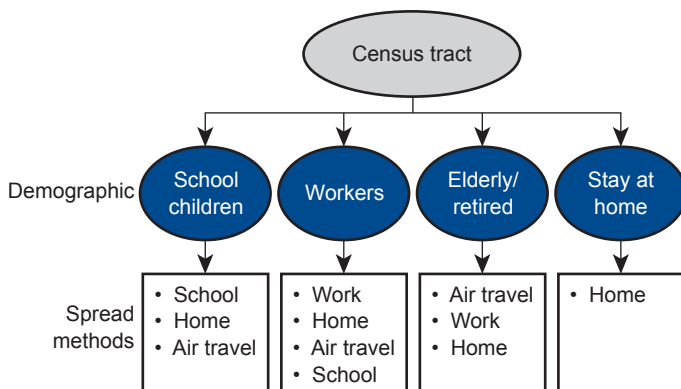 Census tract
Demographic
School
children
Workers
Elderly/
retired
Stay at
home
Spread
methods
• School
• Home
• Air travel
• Work
• Home
• Air travel
• School
• Air travel
• Work
• Home
• Home